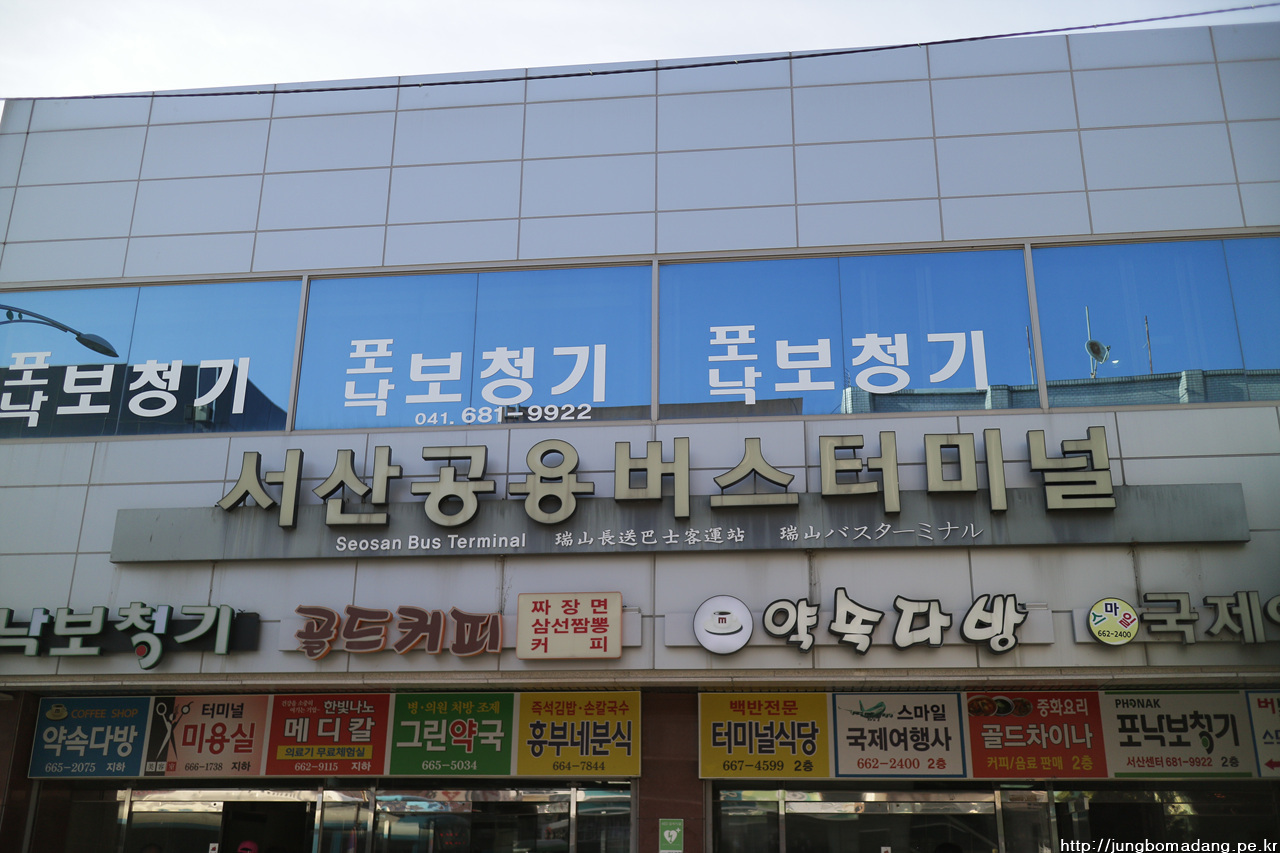 포낙 보청기
포낙 보청기
041. 681-9922
포낙 보청기
서산공용버스터미널
Seosan Bus Terminal 瑞山長送巴士客運站 瑞山バスターミナル
낙보청기
골드커피
짜장면
삼선짬뽕
커피
약속다방
스마일
662-2400
국제여
COFFEE SHOP
약속다방
665-2075 지하
터미널
미용실
666-1738 지하
한빛나노
메디칼
의료기 무료체험실
662-9115 지하
병·의원 처방 조제
그린약국
665-5034
즉석김밥·손칼국수
흥부네분식
664-7844
백반전문
터미널식당
667-4599 2층
스마일
국제여행사
662-2400 2층
중화요리
골드차이나
커피/음료 판매 2층
PHONAK
포낙보청기
서산센터 681-9922 2층
http://jungbomadang.pe.kr